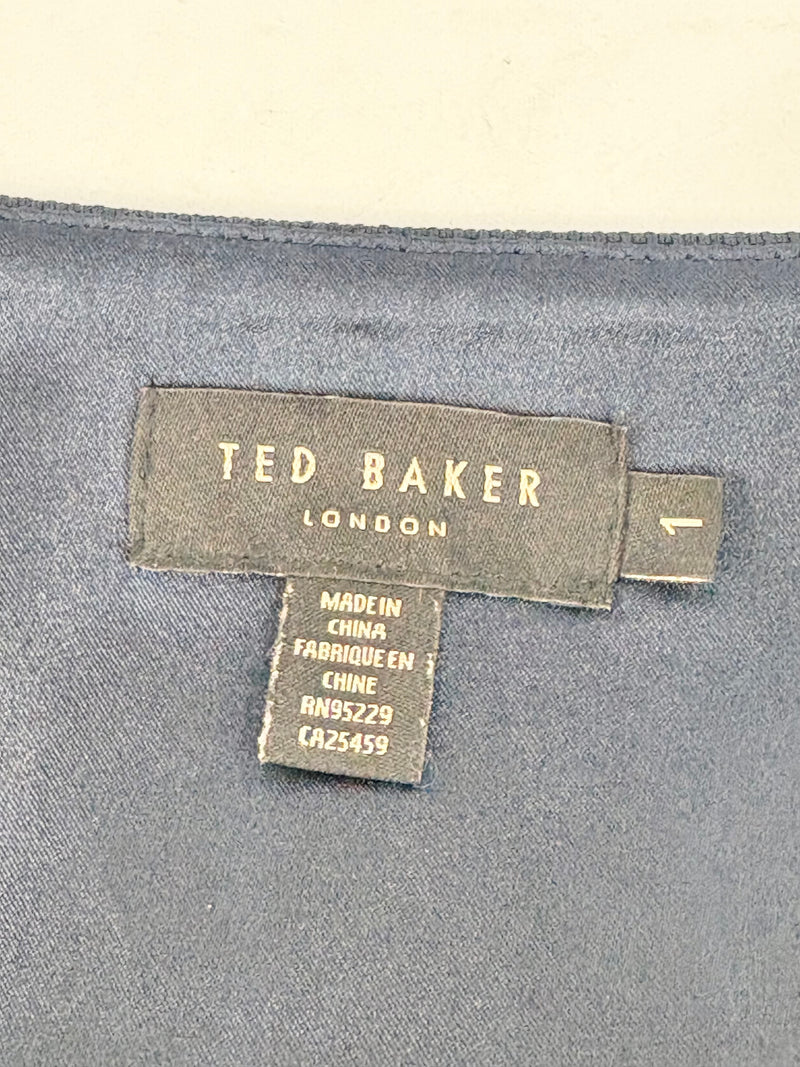 TED BAKER
LONDON
1
MADE IN
CHINA
FABRIQUE EN
CHINE
RN95229
CA25459